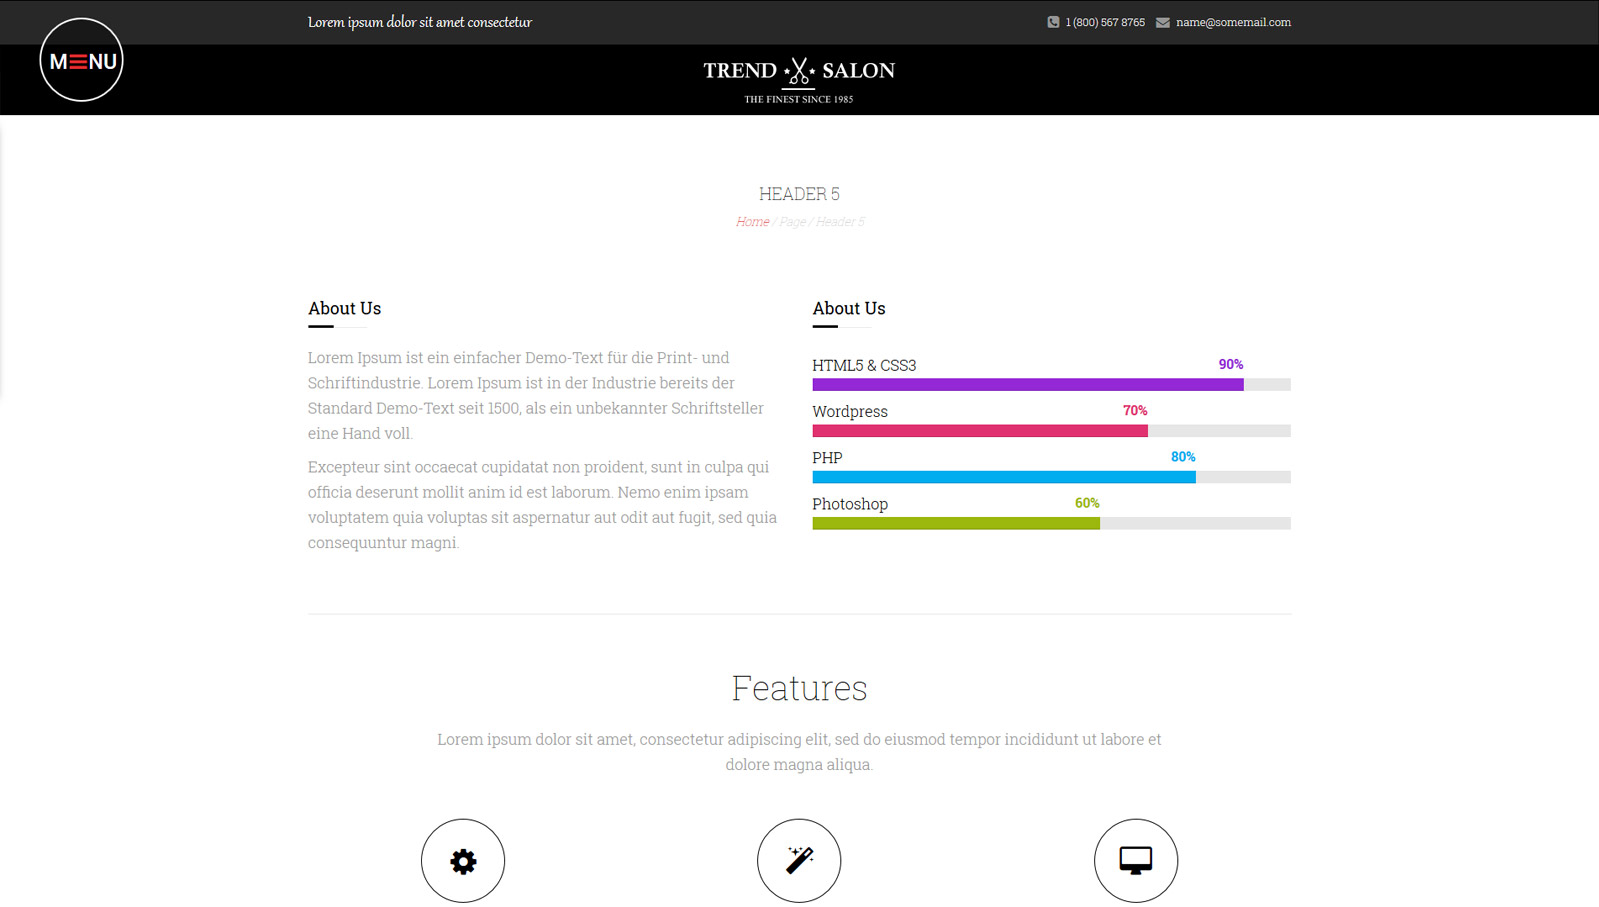 Lorem ipsum dolor sit amet consectetur
1 (800) 567 8765
name@somemail.com
MENU
TREND SALON
THE FINEST SINCE 1985
HEADER 5
Home / Page / Header 5
About Us
Lorem Ipsum ist ein einfacher Demo-Text für die Print- und
Schriftindustrie. Lorem Ipsum ist in der Industrie bereits der
Standard Demo-Text seit 1500, als ein unbekannter Schriftsteller
eine Hand voll.
Excepteur sint occaecat cupidatat non proident, sunt in culpa qui
officia deserunt mollit anim id est laborum. Nemo enim ipsam
voluptatem quia voluptas sit aspernatur aut odit aut fugit, sed quia
consequuntur magni.
About Us
HTML5 & CSS3 90%
Wordpress 70%
PHP 80%
Photoshop 60%
Features
Lorem ipsum dolor sit amet, consectetur adipiscing elit, sed do eiusmod tempor incididunt ut labore et
dolore magna aliqua.